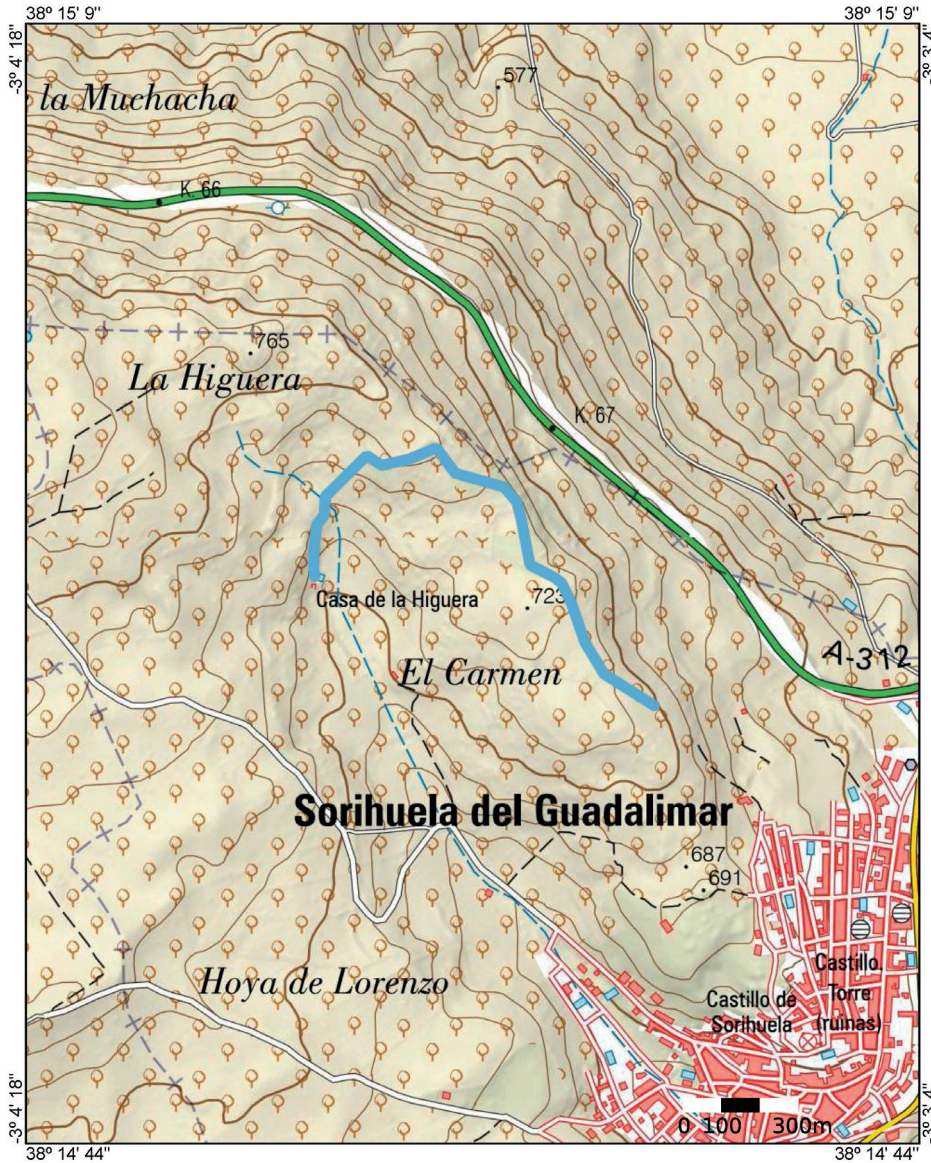 38º 15' 9"
38º 15' 9"
-3º 4' 18"
-3º 3' 4"
577
la Muchacha
K. 66
765
La Higuera
K. 67
Casa de la Higuera
723
El Carmen
A-312
Sorihuela del Guadalimar
687
691
Hoya de Lorenzo
Castillo
Castillo de
Sorihuela
Torre
(ruinas)
0 100 300m
-3º 4' 18"
-3º 3' 4"
38º 14' 44"
38º 14' 44"